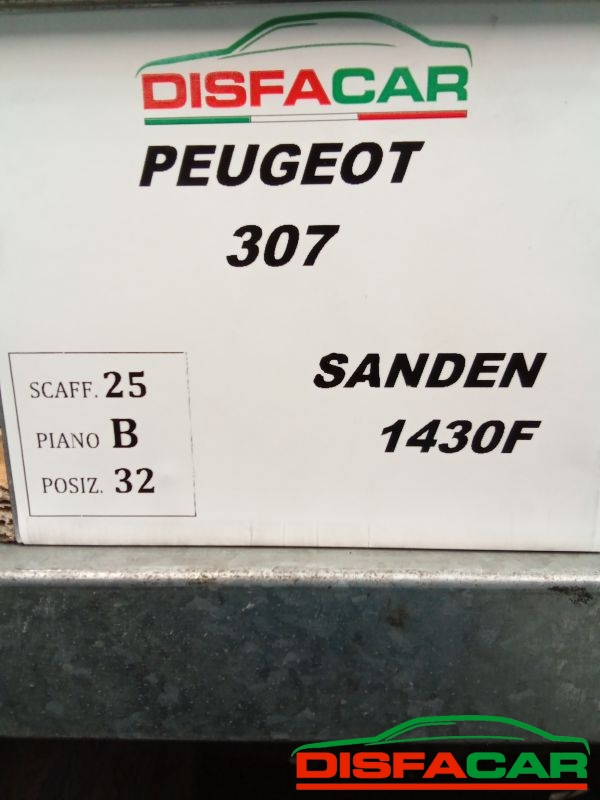 DISFACAR
PEUGEOT
307
SANDEN
1430F
SCAFF. 25
PIANO B
POSIZ. 32
DISFACAR